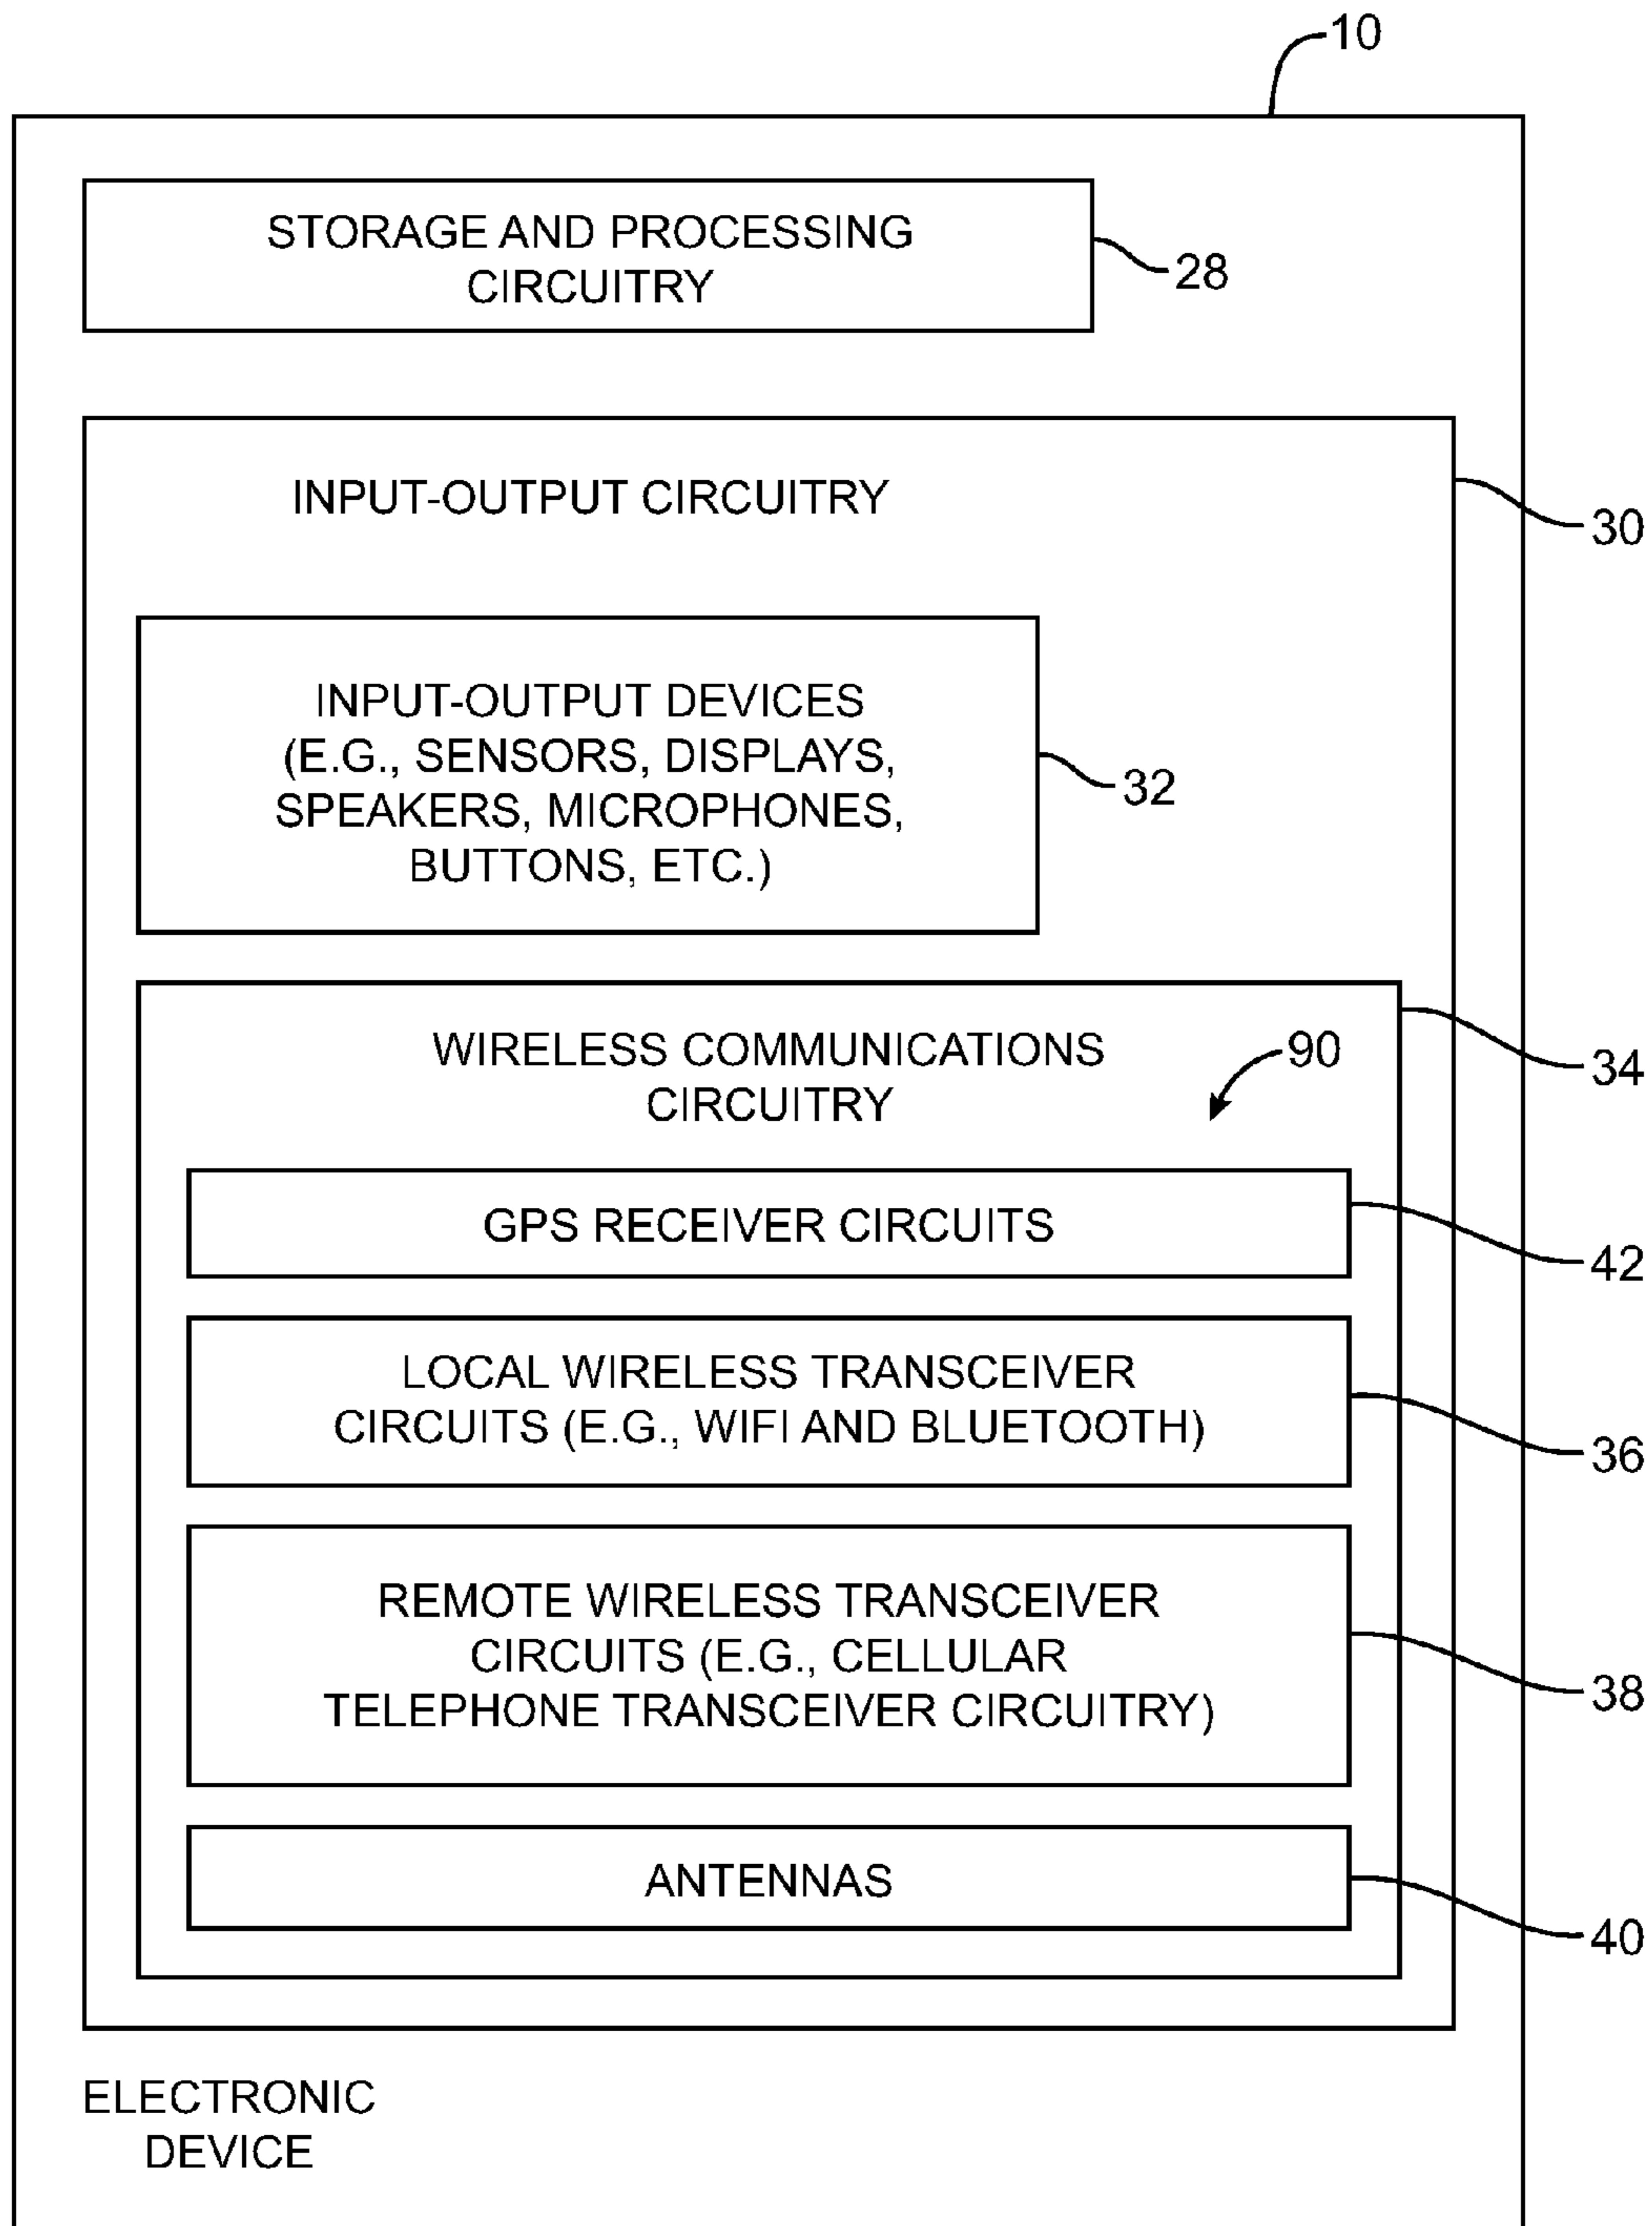 10
STORAGE AND PROCESSING
CIRCUITRY
28
INPUT-OUTPUT CIRCUITRY
30
INPUT-OUTPUT DEVICES
(E.G., SENSORS, DISPLAYS,
SPEAKERS, MICROPHONES,
BUTTONS, ETC.)
32
WIRELESS COMMUNICATIONS
CIRCUITRY
90
34
GPS RECEIVER CIRCUITS
42
LOCAL WIRELESS TRANSCEIVER
CIRCUITS (E.G., WIFI AND BLUETOOTH)
36
REMOTE WIRELESS TRANSCEIVER
CIRCUITS (E.G., CELLULAR
TELEPHONE TRANSCEIVER CIRCUITRY)
38
ANTENNAS
40
ELECTRONIC
DEVICE